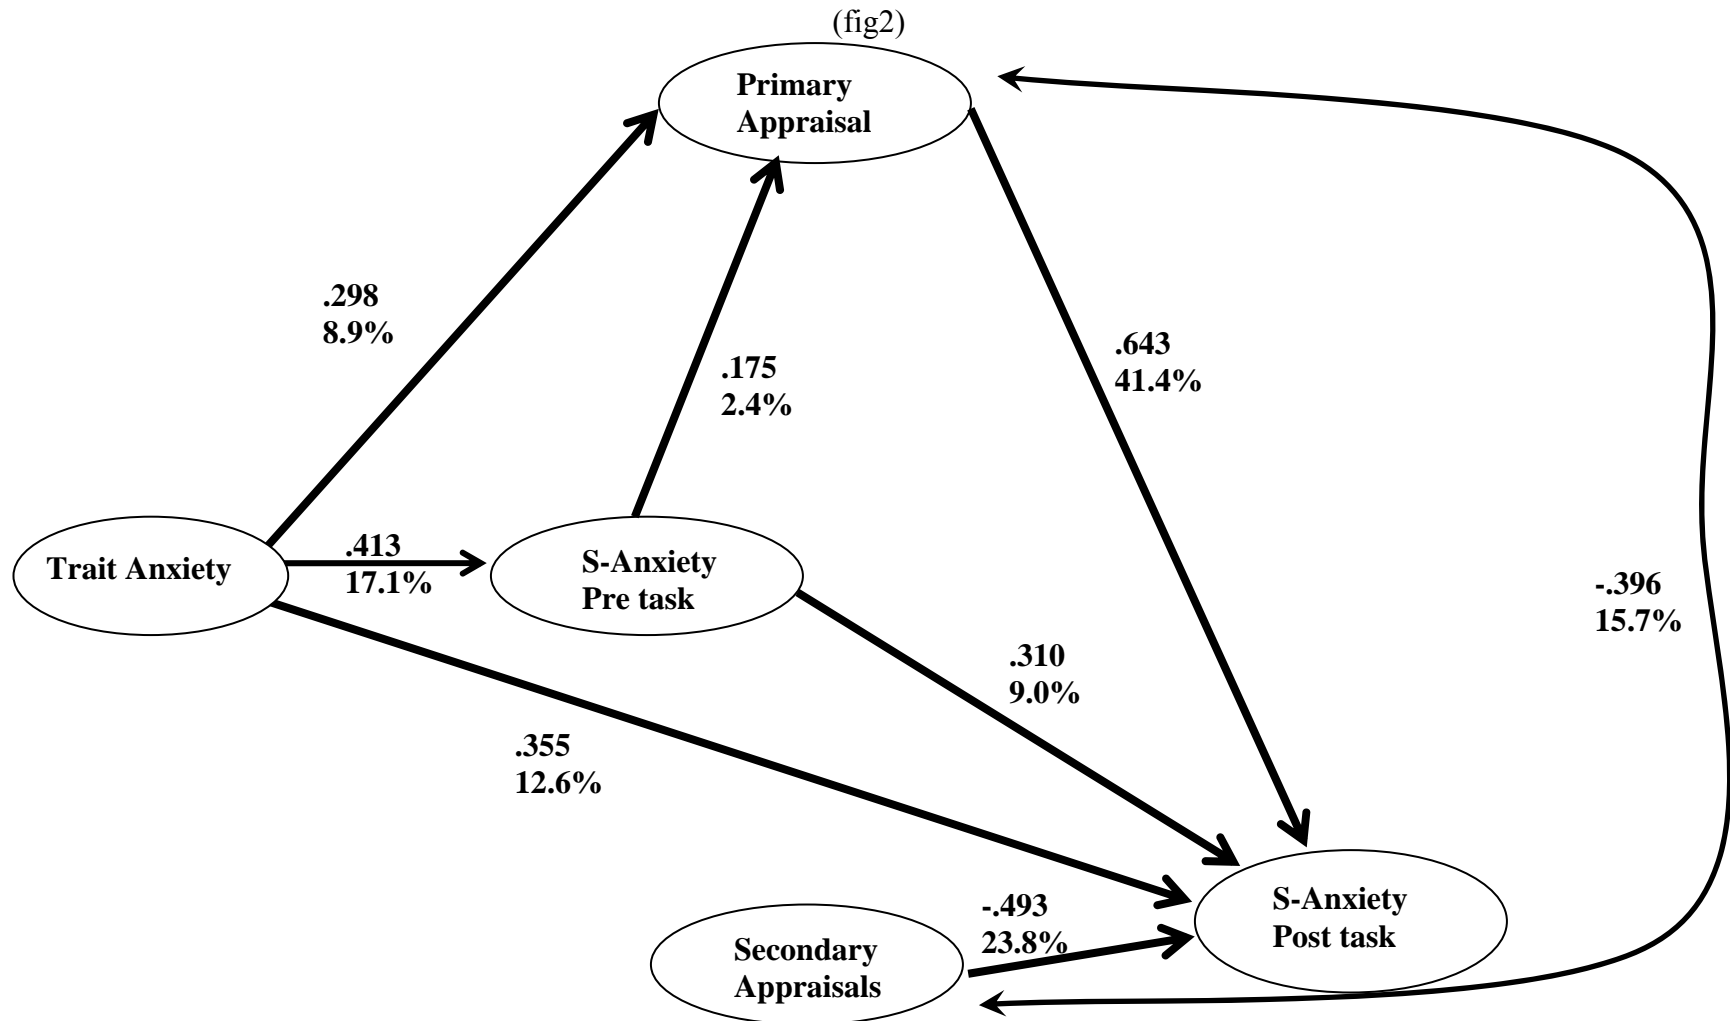 (fig2)
Primary
Appraisal
.298
8.9%
.175
2.4%
.643
41.4%
Trait Anxiety
.413
17.1%
S-Anxiety
Pre task
-.396
15.7%
.310
9.0%
.355
12.6%
-.493
23.8%
S-Anxiety
Post task
Secondary
Appraisals